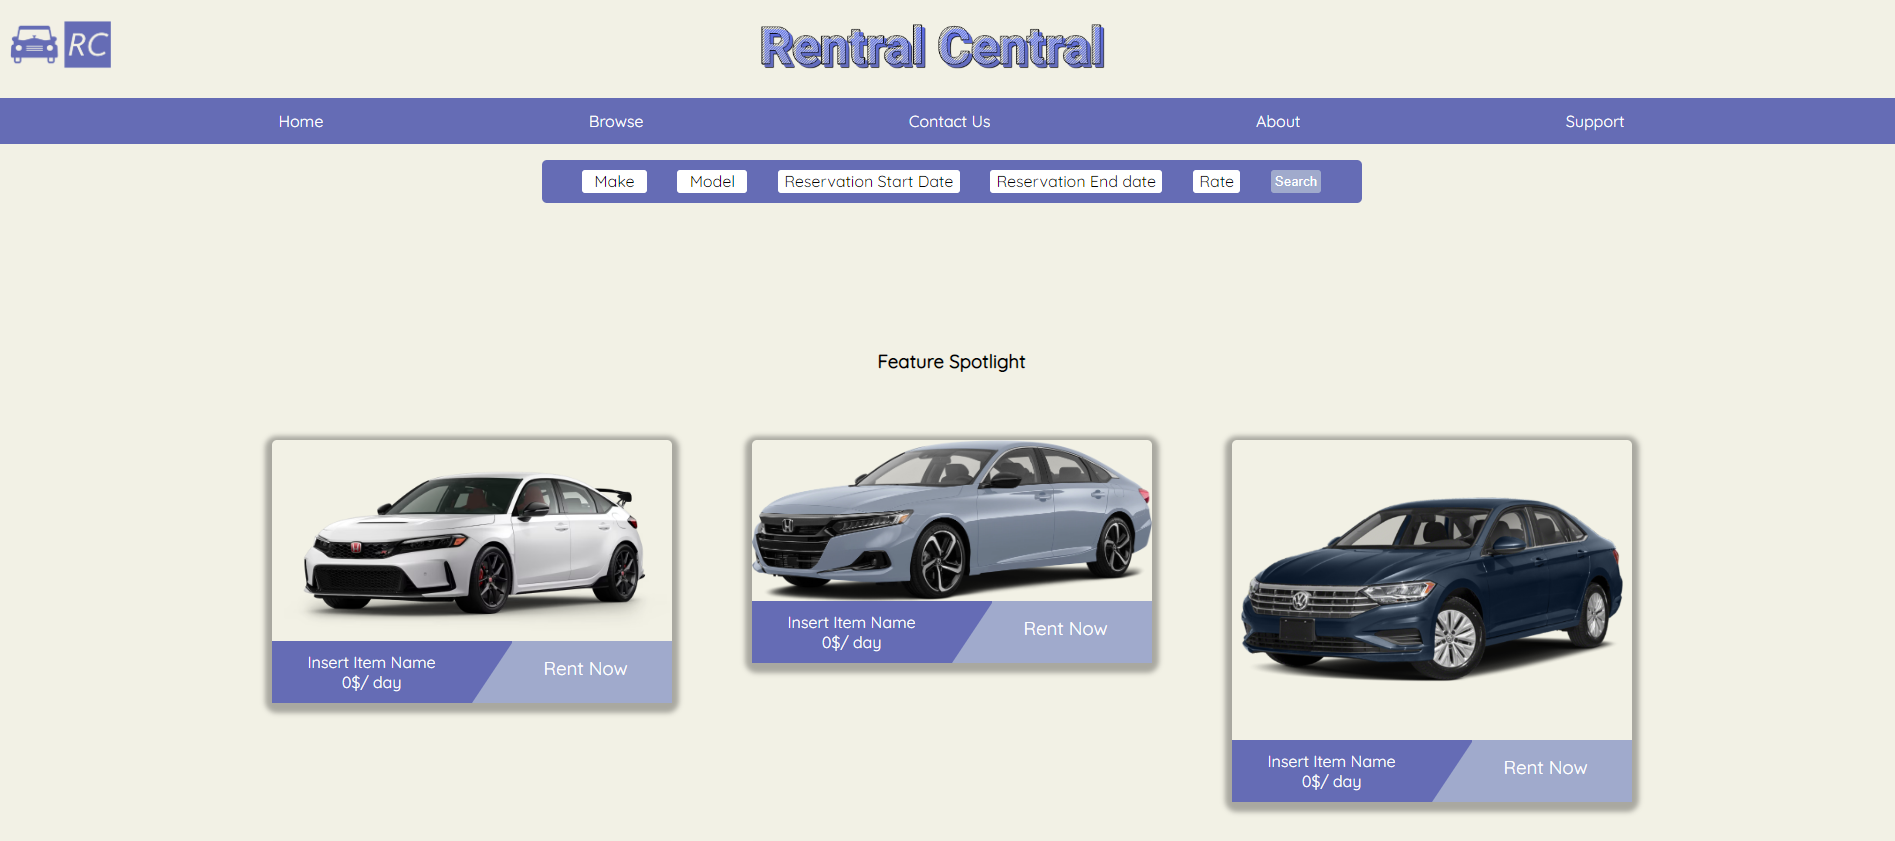 RC
Rentral Central
Home
Browse
Contact Us
About
Support
Make
Model
Reservation Start Date
Reservation End date
Rate
Search
Feature Spotlight
Insert Item Name
0$/ day
Rent Now
Insert Item Name
0$/ day
Rent Now
Insert Item Name
0$/ day
Rent Now